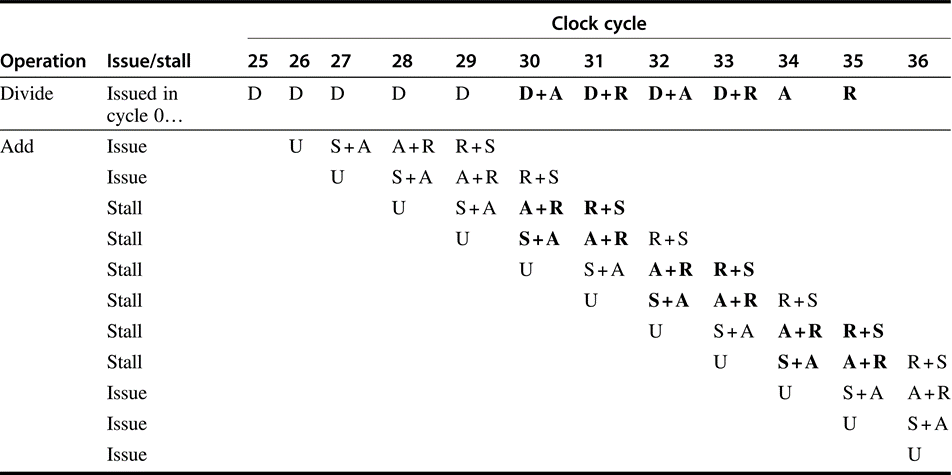 Clock cycle
Operation Issue/stall 25 26 27 28 29 30 31 32 33 34 35 36
Divide Issued in cycle 0… D D D D D D+A D+R D+A D+R A R
Add Issue U S+A A+R R+S
Issue U S+A A+R R+S
Stall U S+A A+R R+S
Stall U S+A A+R R+S
Stall U S+A A+R R+S
Stall U S+A A+R R+S
Stall U S+A A+R R+S
Stall U S+A A+R R+S
Issue U S+A A+R
Issue U S+A
Issue U